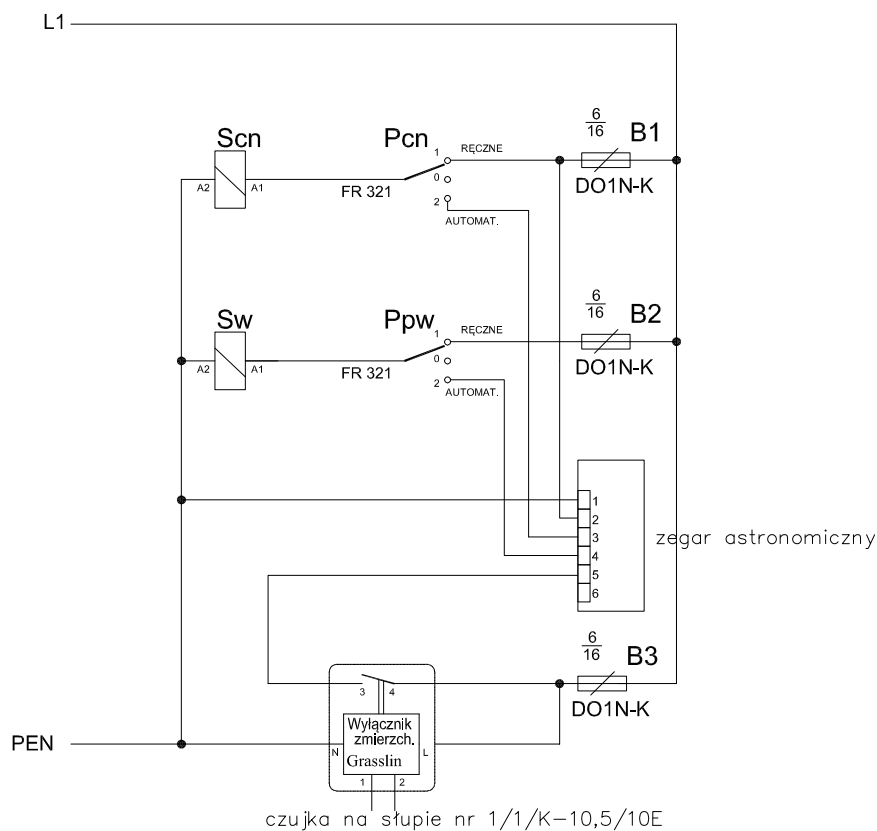 L1
6
16
B1
Scn
Pcn
1
RĘCZNE
0
A2
A1
FR 321
2
DO1N-K
AUTOMAT.
6
16
B2
Sw
Ppw
1
RĘCZNE
0
A2
A1
FR 321
2
DO1N-K
AUTOMAT.
1
2
3
4
5
6
zegar astronomiczny
6
16
B3
3
4
DO1N-K
PEN
N
Wyłącznik
zmierzch.
Grasslin
L
1
2
czujka na słupie nr 1/1/K-10,5/10E